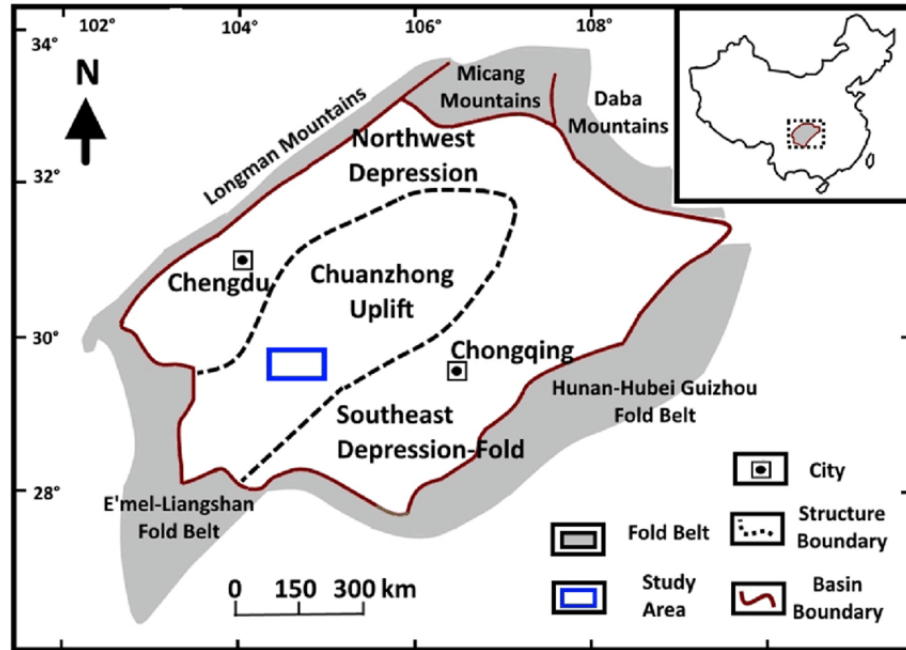 102°
104°
106°
108°
34°
32°
30°
28°
N
Micang
Mountains
Daba
Mountains
Longman Mountains
Northwest
Depression
Chengdu
Chuanzhong
Uplift
Chongqing
Southeast
Depression-Fold
Hunan-Hubei Guizhou
Fold Belt
E'mel-Liangshan
Fold Belt
0 150 300 km
City
Fold Belt
Structure
Boundary
Study
Area
Basin
Boundary